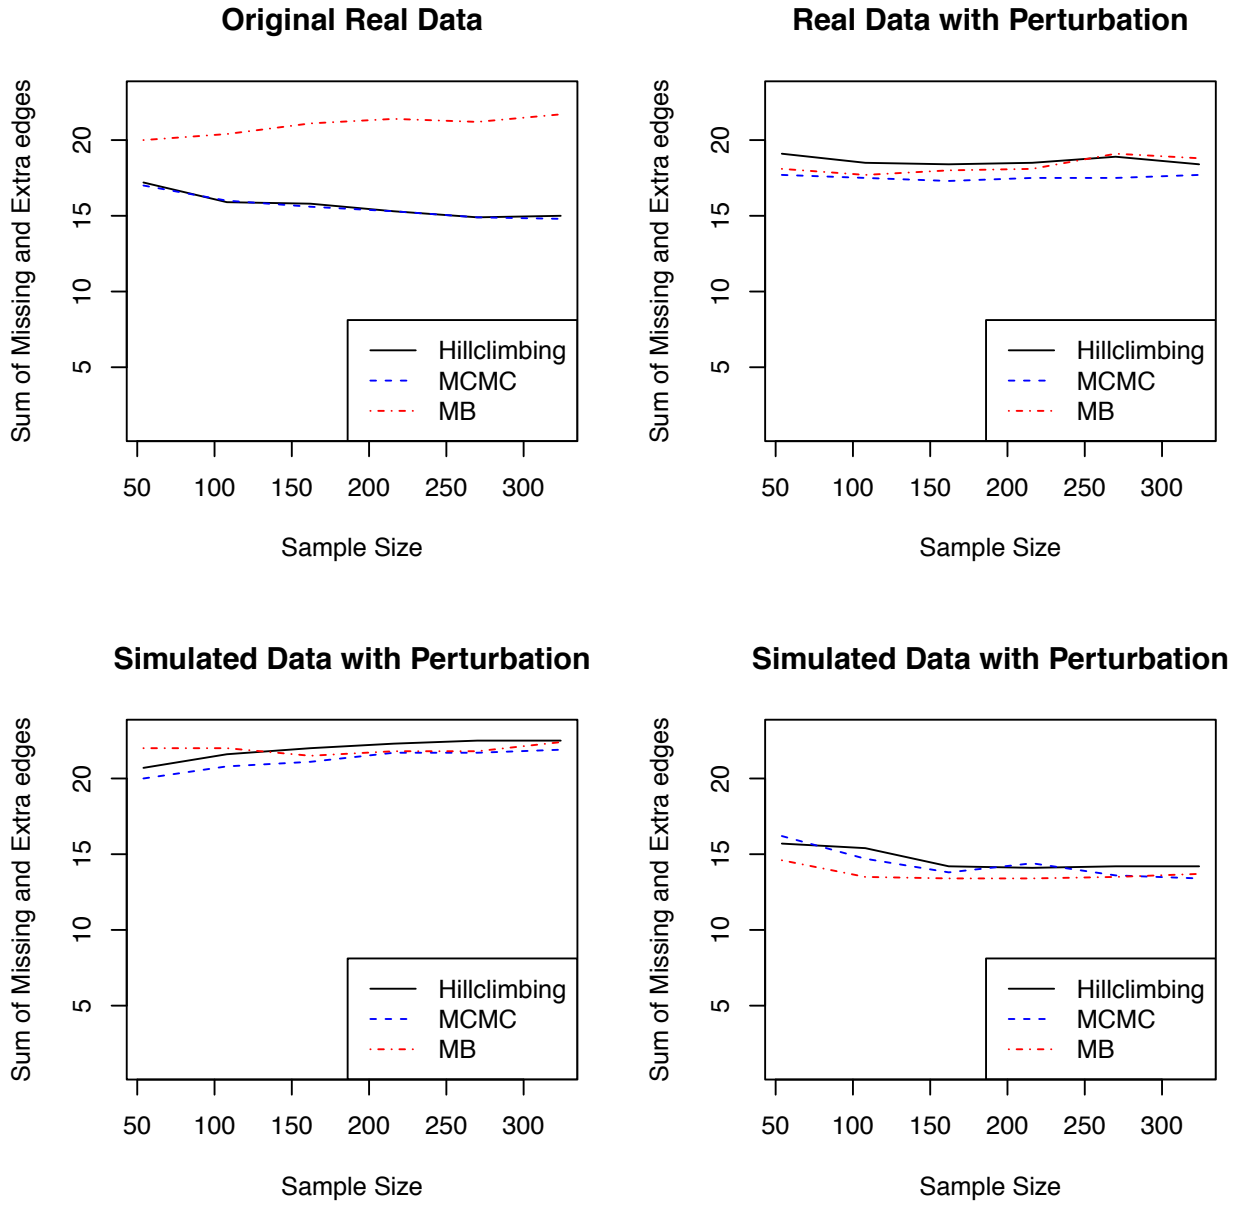 Original Real Data
Sum of Missing and Extra edges
20
15
10
5
Hillclimbing
MCMC
MB
50 100 150 200 250 300
Sample Size
Real Data with Perturbation
Sum of Missing and Extra edges
20
15
10
5
Hillclimbing
MCMC
MB
50 100 150 200 250 300
Sample Size
Simulated Data with Perturbation
Sum of Missing and Extra edges
20
15
10
5
Hillclimbing
MCMC
MB
50 100 150 200 250 300
Sample Size
Simulated Data with Perturbation
Sum of Missing and Extra edges
20
15
10
5
Hillclimbing
MCMC
MB
50 100 150 200 250 300
Sample Size